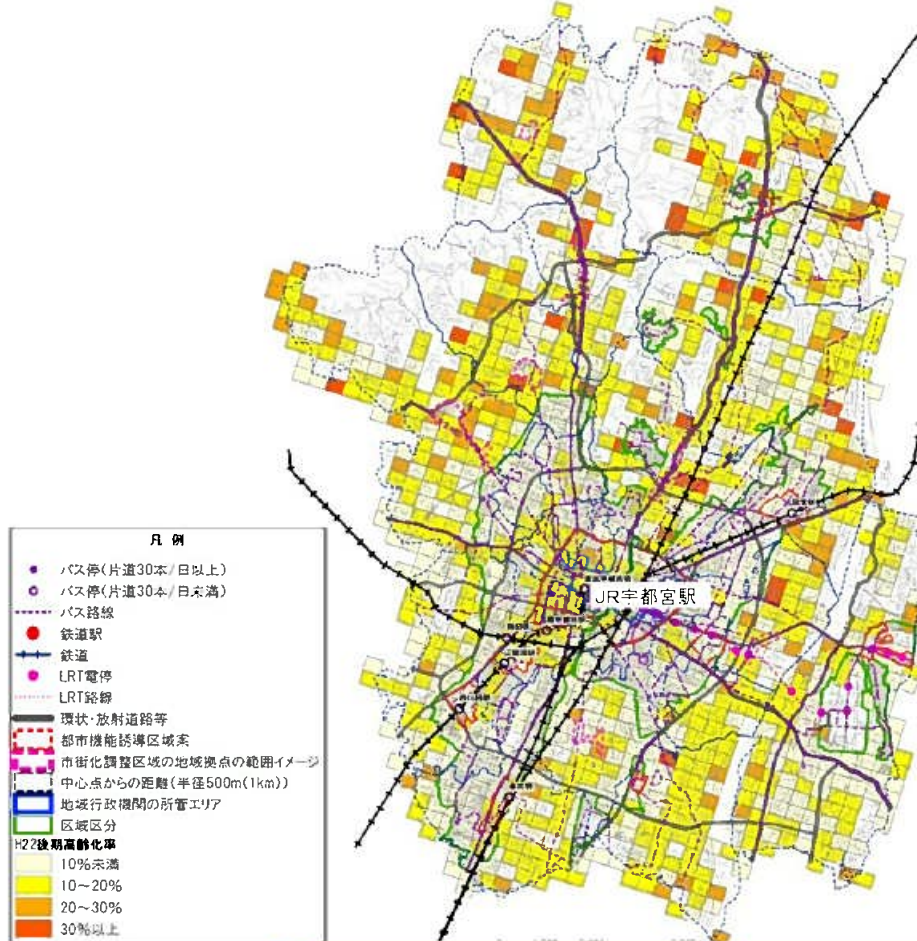 JR宇都宮駅
凡例
バス停(片道30本/日以上)
バス停(片道30本/日未満)
バス路線
鉄道駅
鉄道
LRT電停
LRT路線
環状・放射道路等
都市機能誘導区域案
市街化調整区域の地域拠点の範囲イメージ
中心点からの距離(半径500m(1km))
地域行政機関の所管エリア
区域区分
H22後期高齢化率
10%未満
10～20%
20～30%
30%以上